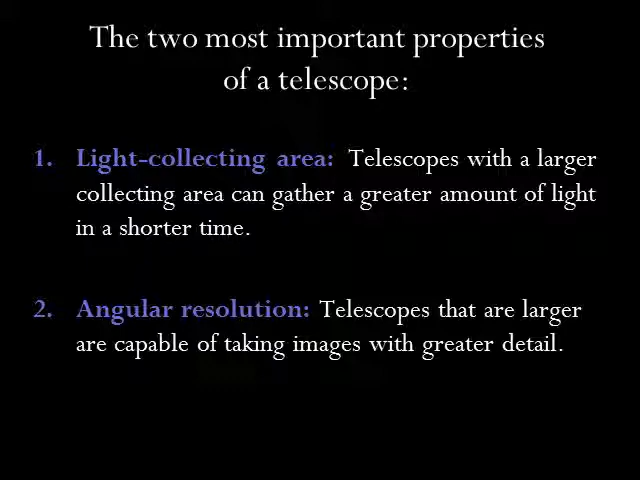 The two most important properties
of a telescope:
1. Light-collecting area: Telescopes with a larger
collecting area can gather a greater amount of light
in a shorter time.
2. Angular resolution: Telescopes that are larger
are capable of taking images with greater detail.